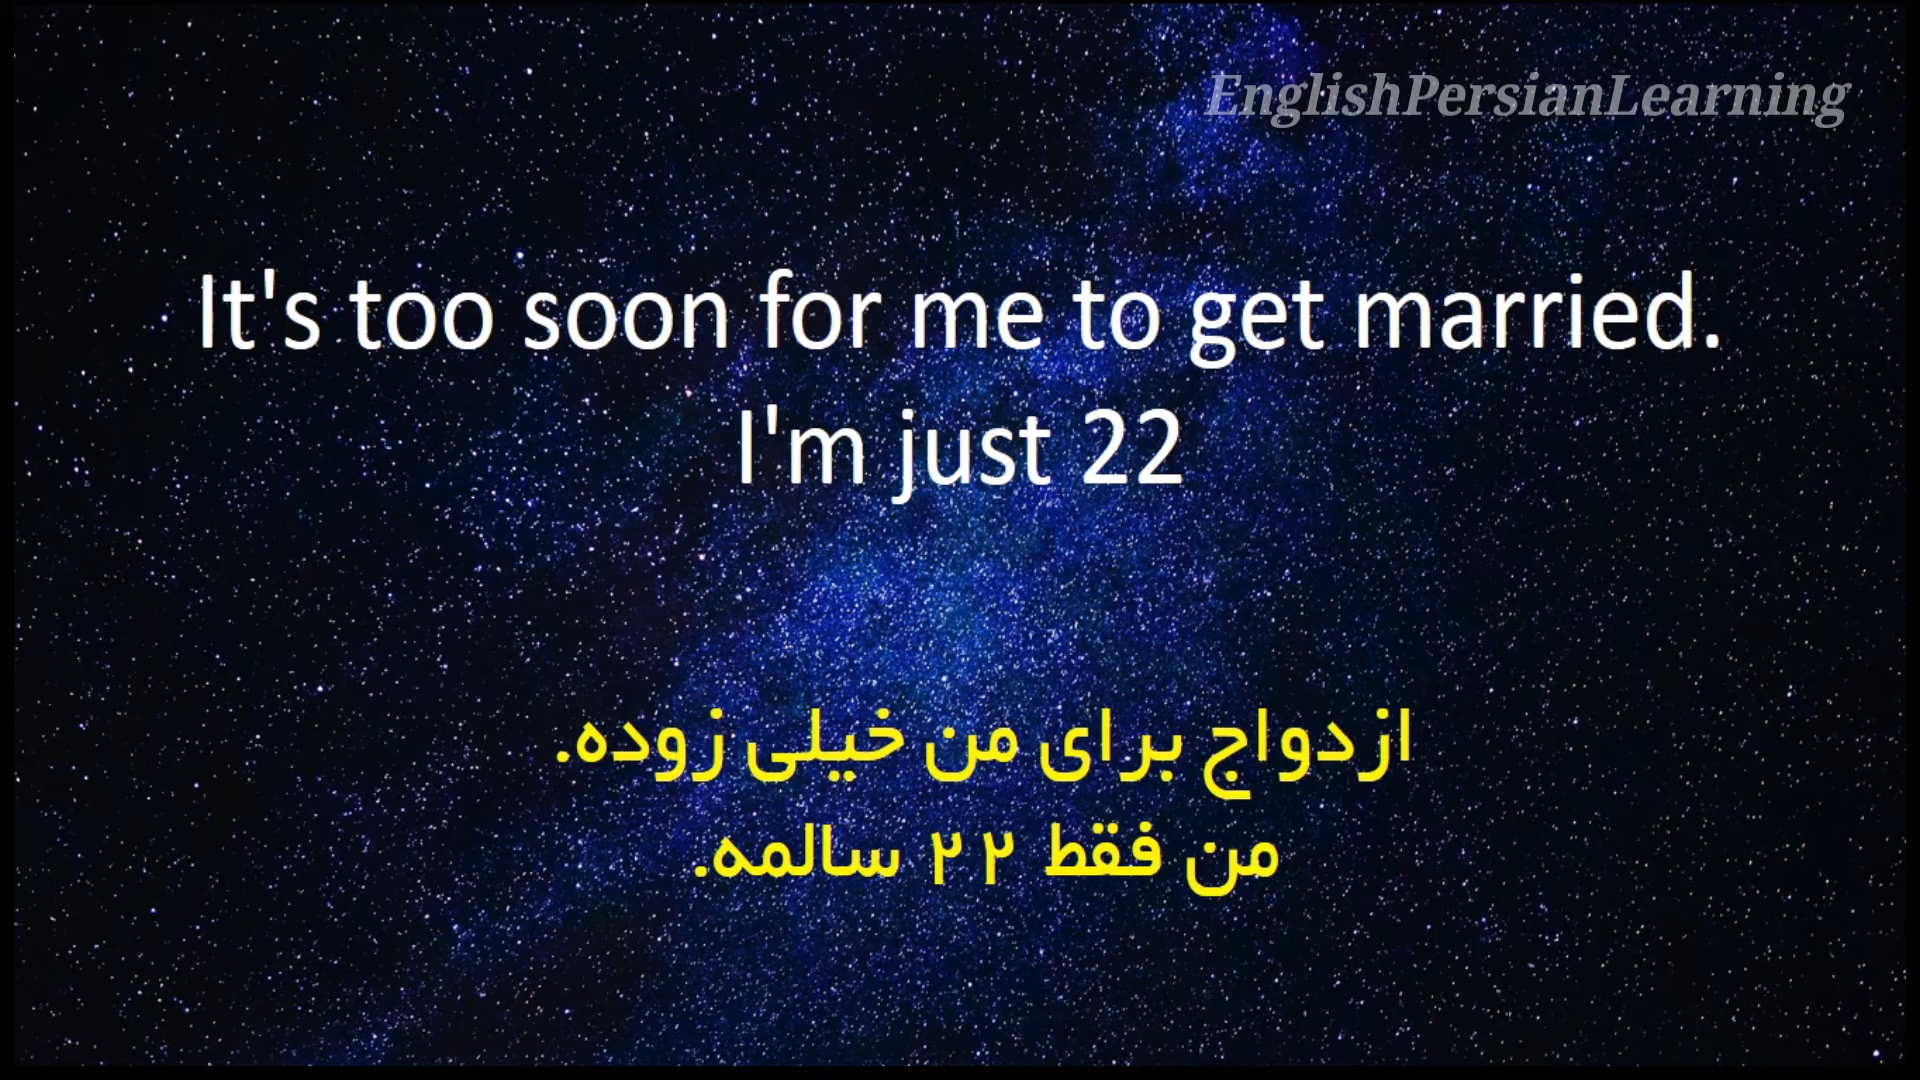 EnglishPersianLearning
It's too soon for me to get married.
I'm just 22
ازدواج برای من خیلی زوده.
من فقط ۲۲ سالمه.